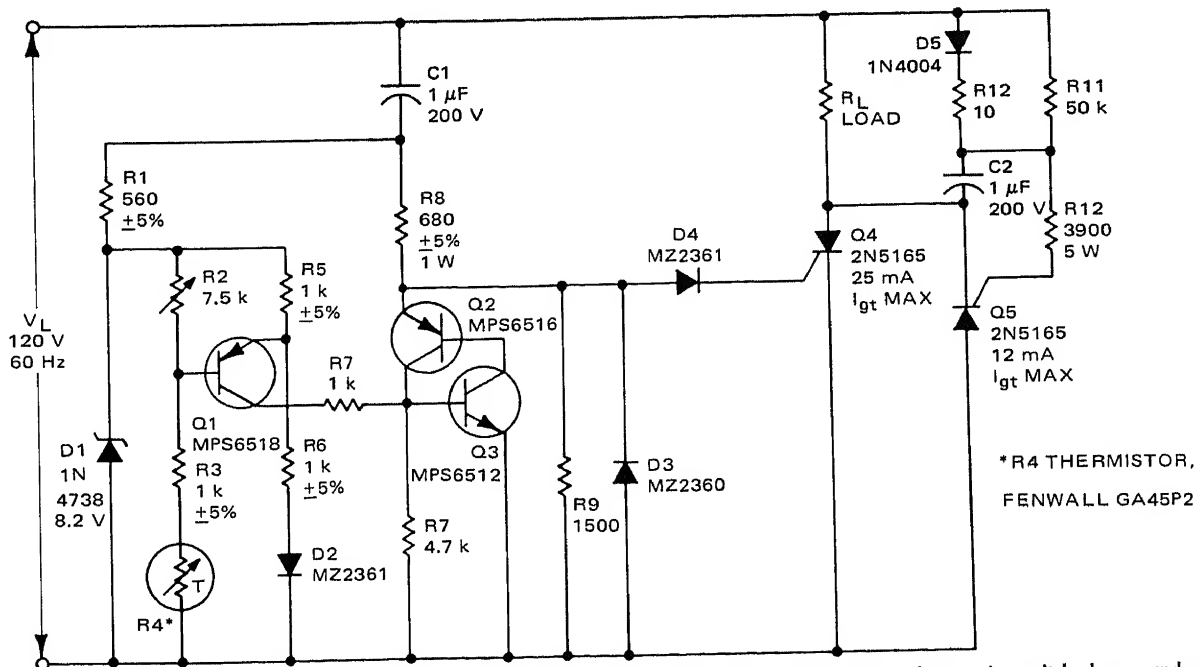 C1
1 µF
200 V
D5
1N4004
R12
10
R11
50 k
RL
LOAD
C2
1 µF
200 V
R12
3900
5 W
R1
560
±5%
R8
680
±5%
1 W
D4
MZ2361
Q4
2N5165
25 mA
Igt MAX
R2
7.5 k
R5
1 k
±5%
Q2
MPS6516
VL
120 V
60 Hz
Q5
2N5165
12 mA
Igt MAX
R7
1 k
Q1
MPS6518
Q3
MPS6512
D1
1N
4738
8.2 V
R3
1 k
±5%
R6
1 k
±5%
D3
MZ2360
R9
1500
*R4 THERMISTOR,
FENWALL GA45P2
R7
4.7 k
D2
MZ2361
T
R4*